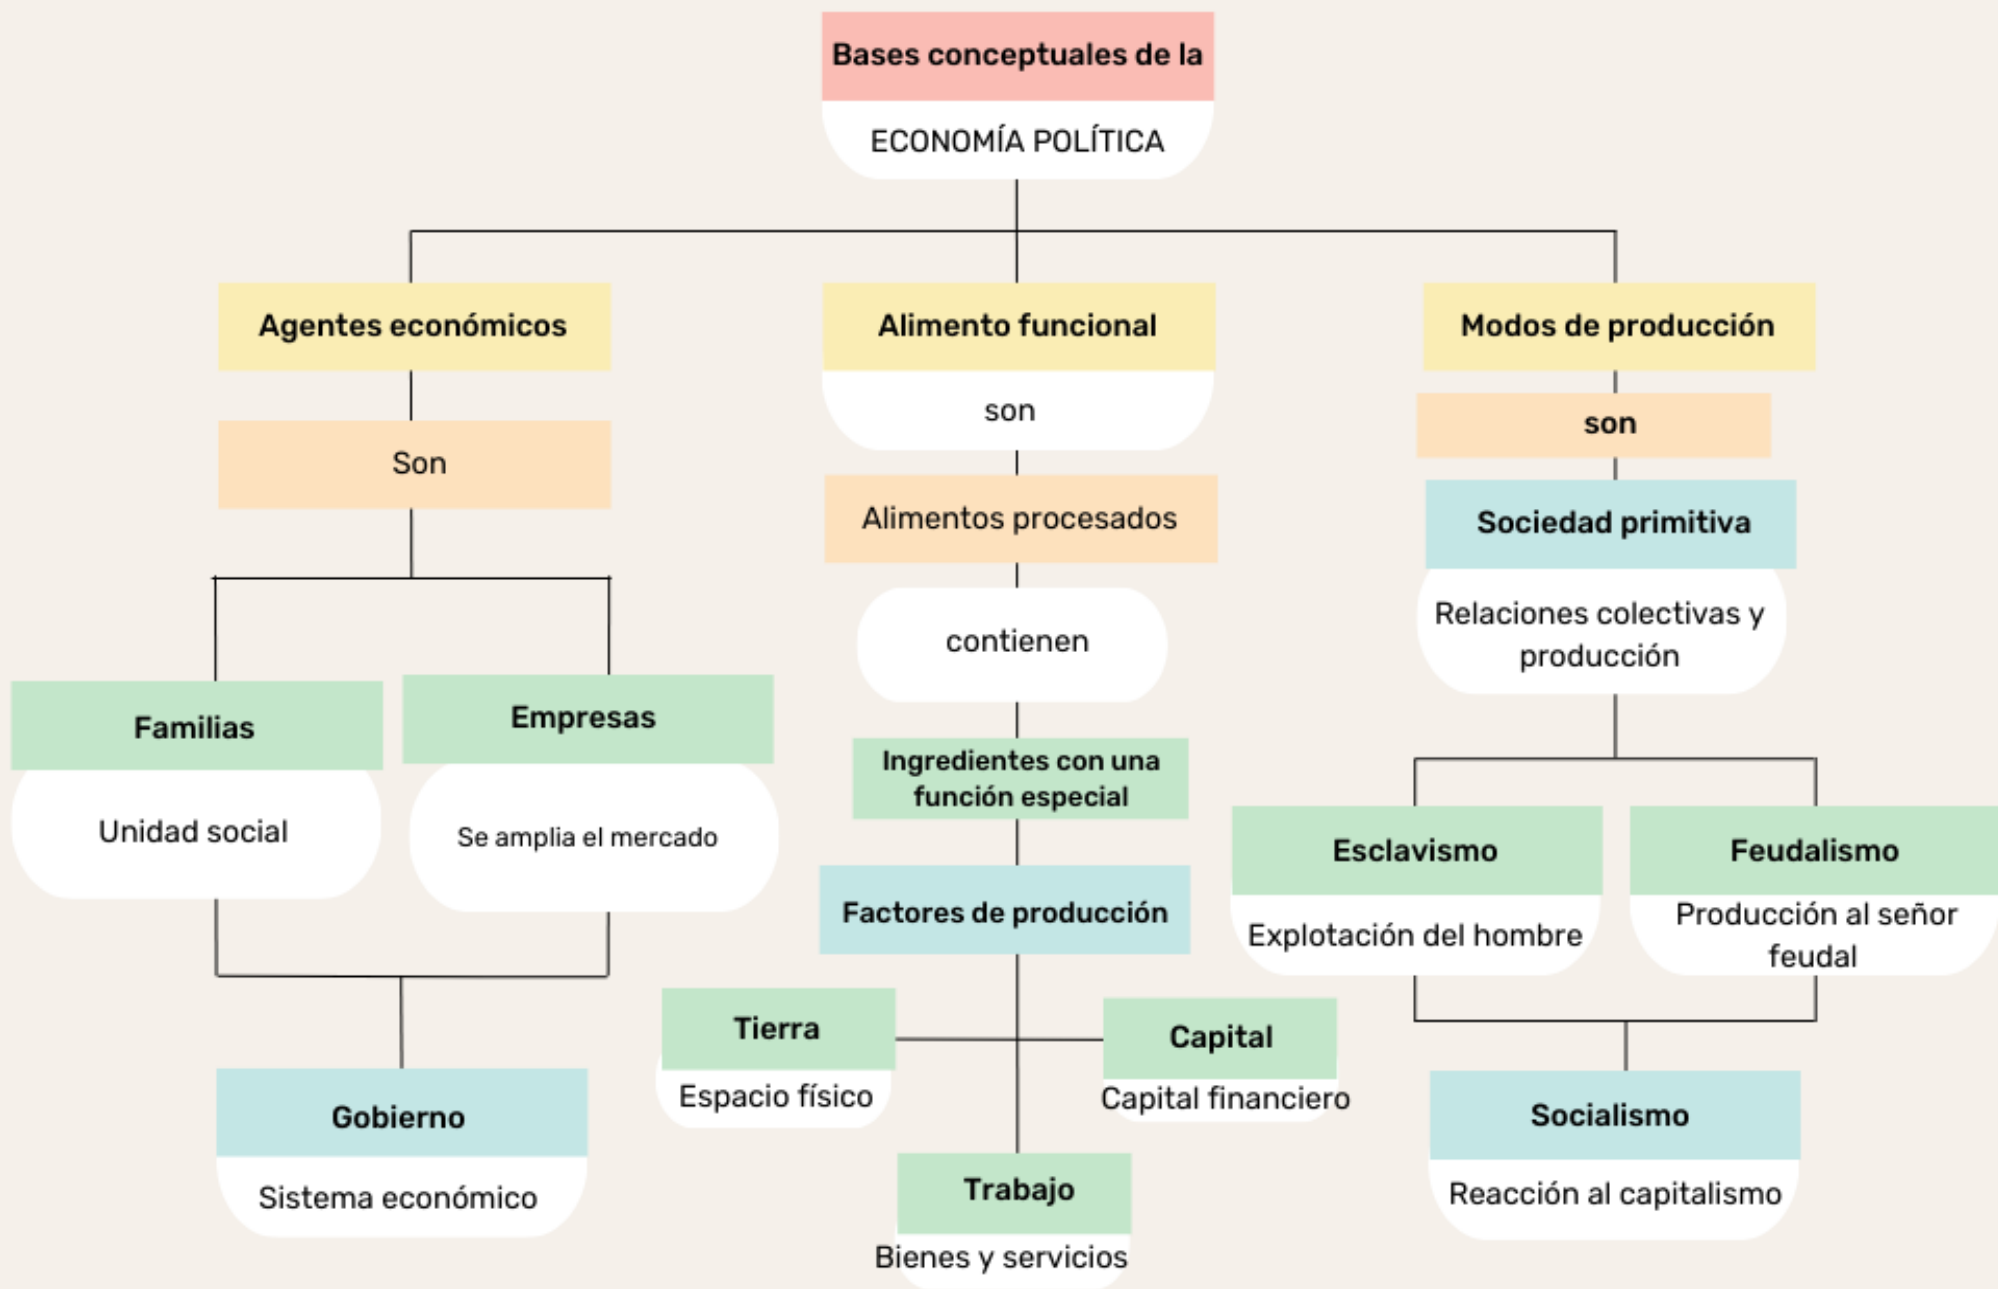 Bases conceptuales de la
ECONOMÍA POLÍTICA
Agentes económicos
Son
Familias
Unidad social
Empresas
Se amplia el mercado
Gobierno
Sistema económico
Alimento funcional
son
Alimentos procesados
contienen
Ingredientes con una
función especial
Factores de producción
Tierra
Espacio físico
Capital
Capital financiero
Trabajo
Bienes y servicios
Modos de producción
son
Sociedad primitiva
Relaciones colectivas y
producción
Esclavismo
Explotación del hombre
Feudalismo
Producción al señor
feudal
Socialismo
Reacción al capitalismo